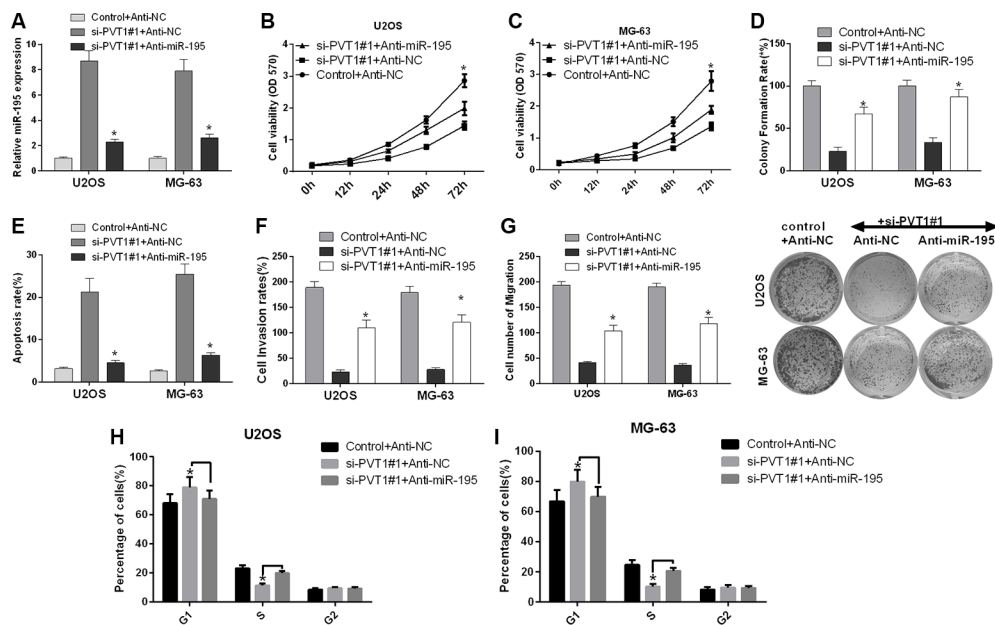 A
Control+Anti-NC
si-PVT1#1+Anti-NC
si-PVT1#1+Anti-miR-195
Relative miR-195 expression
10
8
6
4
2
0
U2OS
MG-63
B
U2OS
si-PVT1#1+Anti-miR-195
si-PVT1#1+Anti-NC
Control+Anti-NC
Cell viability (OD 570)
4
3
2
1
0
*
0h
12h
24h
48h
72h
C
MG-63
si-PVT1#1+Anti-miR-195
si-PVT1#1+Anti-NC
Control+Anti-NC
Cell viability (OD 570)
4
3
2
1
0
*
0h
12h
24h
48h
72h
D
Control+Anti-NC
si-PVT1#1+Anti-NC
si-PVT1#1+Anti-miR-195
Colony Formation Rate(*%)
200
150
100
50
0
*
*
U2OS
MG-63
E
Control+Anti-NC
si-PVT1#1+Anti-NC
si-PVT1#1+Anti-miR-195
Apoptosis rate(%)
40
20
0
*
*
U2OS
MG-63
F
Control+Anti-NC
si-PVT1#1+Anti-NC
si-PVT1#1+Anti-miR-195
Cell Invasion rates(%)
250
200
150
100
50
0
*
*
U2OS
MG-63
G
Control+Anti-NC
si-PVT1#1+Anti-NC
si-PVT1#1+Anti-miR-195
Cell number of Migration
250
200
150
100
50
0
*
*
U2OS
MG-63
+si-PVT1#1
control
+Anti-NC
Anti-NC
Anti-miR-195
U2OS
MG-63
H
U2OS
Control+Anti-NC
si-PVT1#1+Anti-NC
si-PVT1#1+Anti-miR-195
Percentage of cells(%)
100
80
60
40
20
0
*
*
G1
S
G2
I
MG-63
Control+Anti-NC
si-PVT1#1+Anti-NC
si-PVT1#1+Anti-miR-195
Percentage of cells(%)
100
80
60
40
20
0
*
*
G1
S
G2